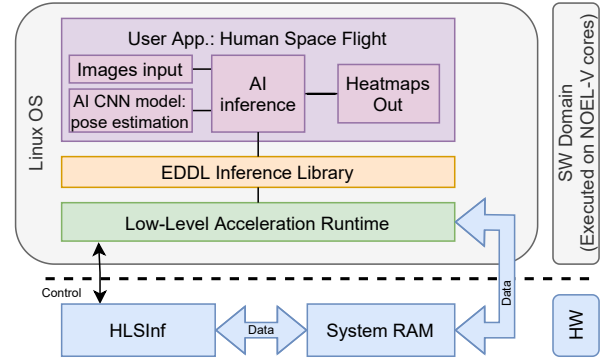 User App.: Human Space Flight
Images input
AI CNN model:
pose estimation
AI
inference
Heatmaps
Out
EDDL Inference Library
Low-Level Acceleration Runtime
Linux OS
SW Domain
(Executed on NOEL-V cores)
Control
HLSInf
Data
System RAM
Data
HW